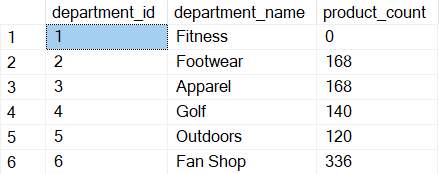 department_id department_name product_count
1 1 Fitness 0
2 2 Footwear 168
3 3 Apparel 168
4 4 Golf 140
5 5 Outdoors 120
6 6 Fan Shop 336